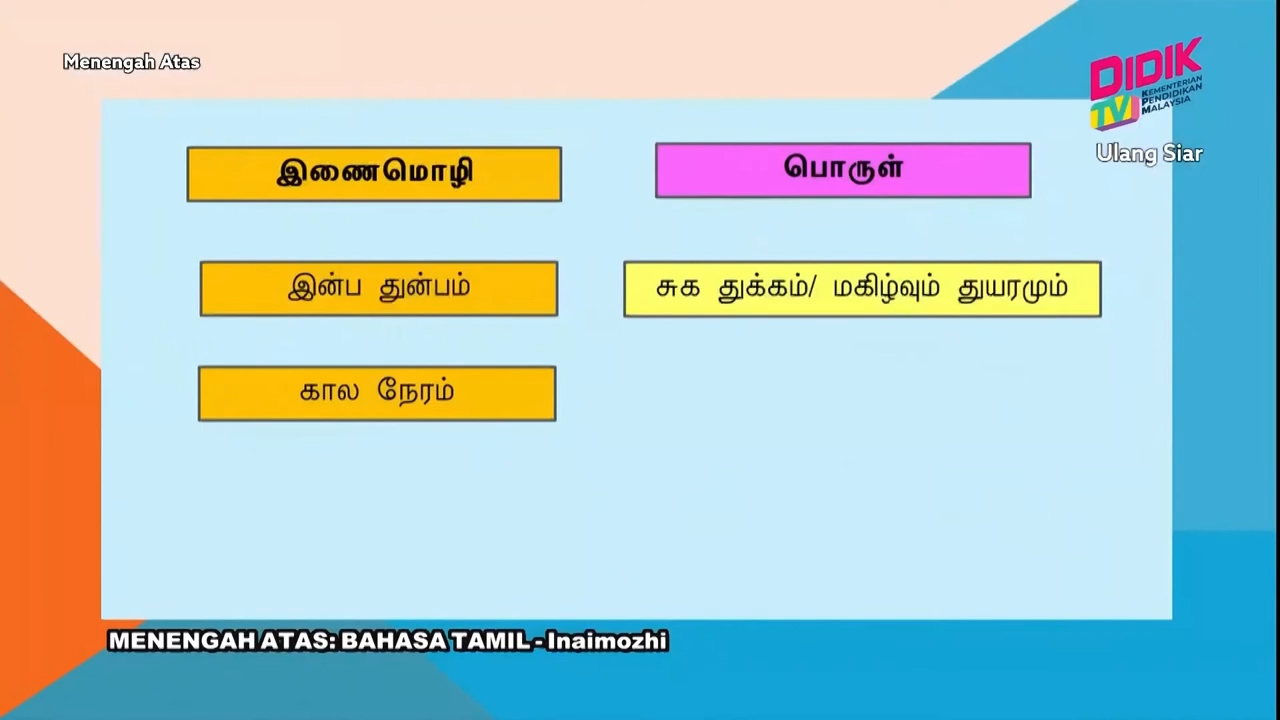 Menengah Atas
DIDIK
TV
KEMENTERIAN
PENDIDIKAN
MALAYSIA
Ulang Siar
இணைமொழி
பொருள்
இன்ப துன்பம்
சுக துக்கம்/ மகிழ்வும் துயரமும்
கால நேரம்
MENENGAH ATAS: BAHASA TAMIL - Inaimozhi